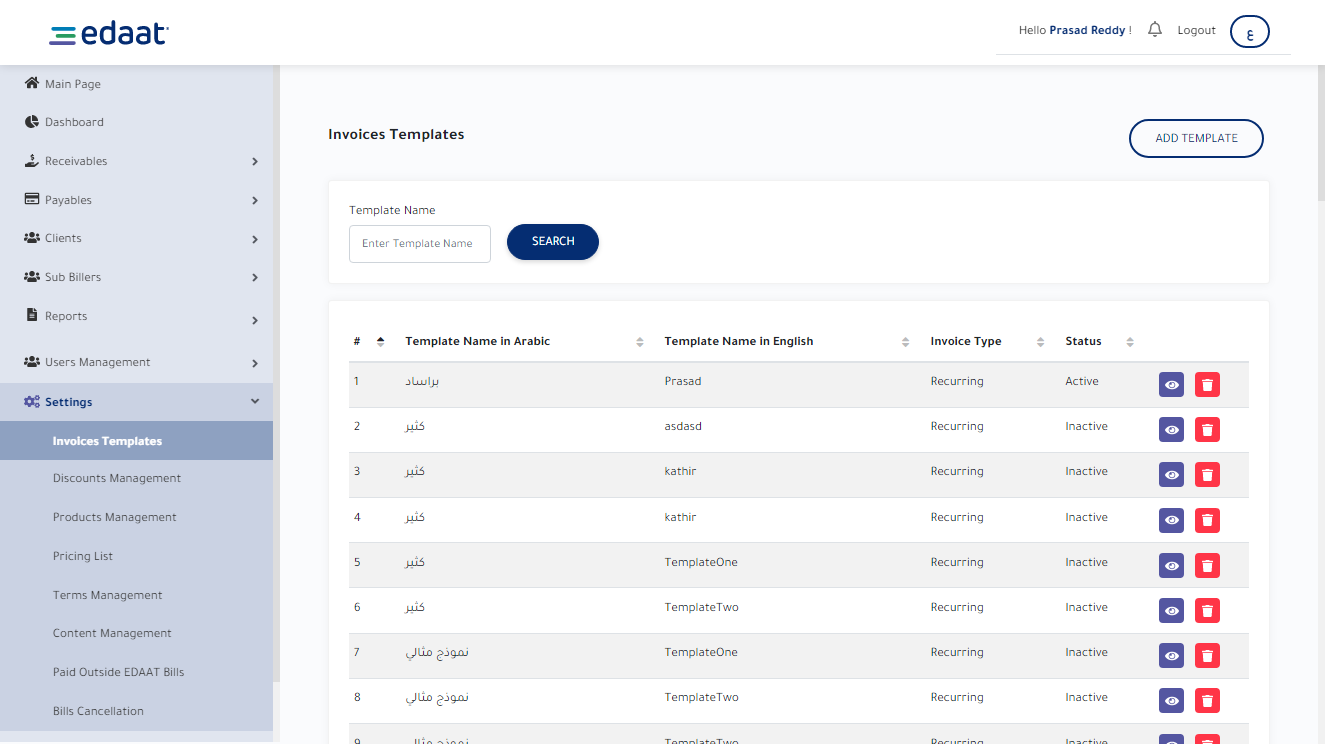 edaat
Hello Prasad Reddy !
Logout
ع
Main Page
Dashboard
Receivables
Payables
Clients
Sub Billers
Reports
Users Management
Settings
Invoices Templates
Discounts Management
Products Management
Pricing List
Terms Management
Content Management
Paid Outside EDAAT Bills
Bills Cancellation
Invoices Templates
ADD TEMPLATE
Template Name
Enter Template Name
SEARCH
# Template Name in Arabic Template Name in English Invoice Type Status
1 براساد Prasad Recurring Active
2 كثير asdasd Recurring Inactive
3 كثير kathir Recurring Inactive
4 كثير kathir Recurring Inactive
5 كثير TemplateOne Recurring Inactive
6 كثير TemplateTwo Recurring Inactive
7 نموذج مثالي TemplateOne Recurring Inactive
8 نموذج مثالي TemplateTwo Recurring Inactive
9 نموذج مثالي TemplateTwo Recurring Inactive